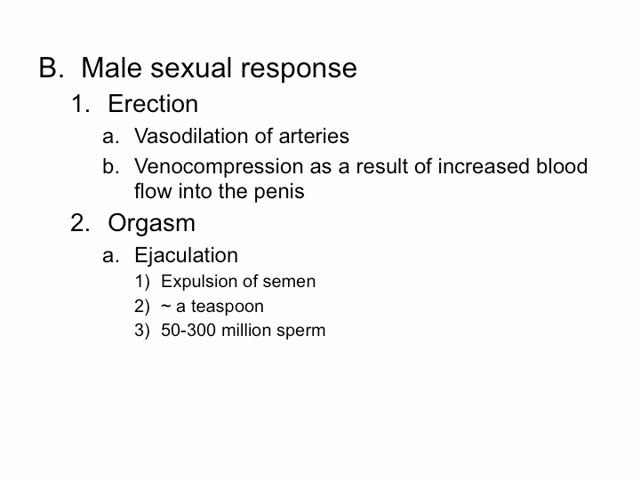 B. Male sexual response
1. Erection
a. Vasodilation of arteries
b. Venocompression as a result of increased blood
flow into the penis
2. Orgasm
a. Ejaculation
1) Expulsion of semen
2) ~ a teaspoon
3) 50-300 million sperm